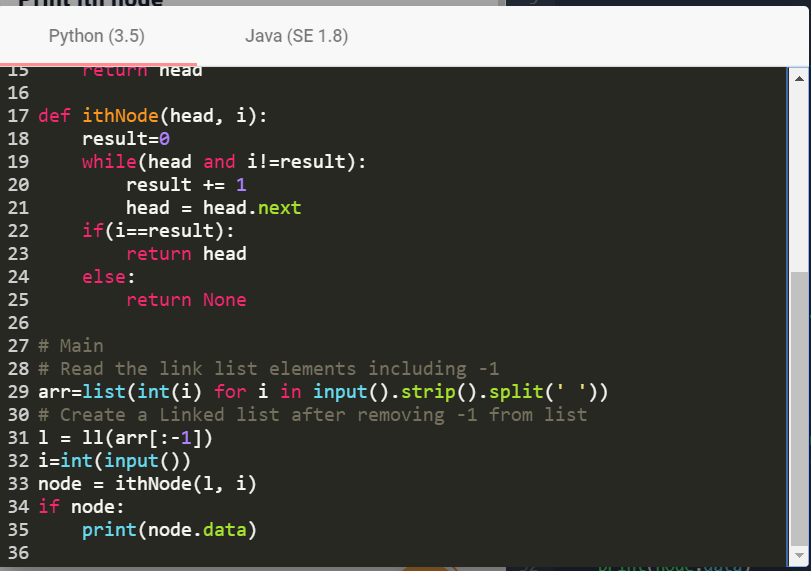 Print ith node
Python (3.5) Java (SE 1.8)
15     return head
16
17 def ithNode(head, i):
18     result=0
19     while(head and i!=result):
20         result += 1
21         head = head.next
22     if(i==result):
23         return head
24     else:
25         return None
26
27 # Main
28 # Read the link list elements including -1
29 arr=list(int(i) for i in input().strip().split(' '))
30 # Create a Linked list after removing -1 from list
31 l = ll(arr[:-1])
32 i=int(input())
33 node = ithNode(l, i)
34 if node:
35     print(node.data)
36
32 print(node.data)